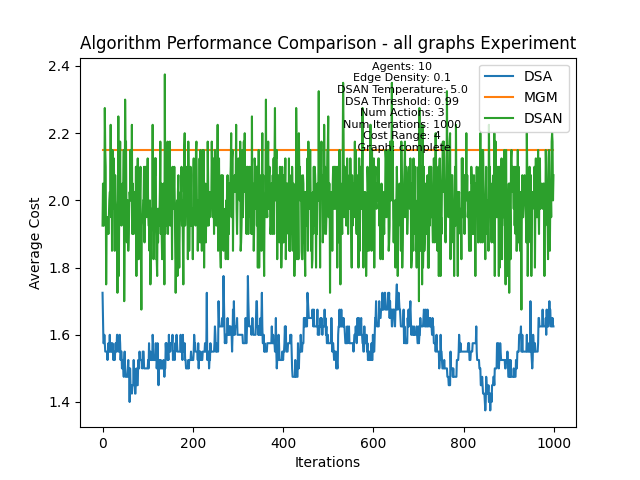 Algorithm Performance Comparison - all graphs Experiment
Agents: 10
Edge Density: 0.1
DSAN Temperature: 5.0
DSA Threshold: 0.99
Num Actions: 3
Num Iterations: 1000
Cost Range: 4
Graph: complete
DSA
MGM
DSAN
Average Cost
2.4
2.2
2.0
1.8
1.6
1.4
0
200
400
600
800
1000
Iterations